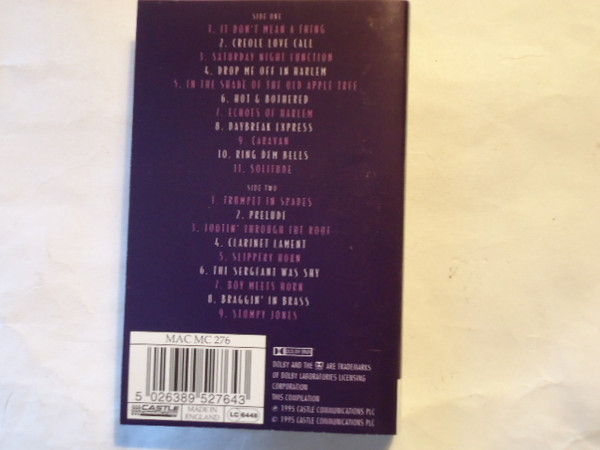 SIDE ONE
1. IT DON'T MEAN A THING
2. CREOLE LOVE CALL
3. SATURDAY NIGHT FUNCTION
4. DROP ME OFF IN HARLEM
5. IN THE SHADE OF THE OLD APPLE TREE
6. HOT & BOTHERED
7. ECHOES OF HARLEM
8. DAYBREAK EXPRESS
9. CARAVAN
10. RING DEM BELLS
11. SOLITUDE
SIDE TWO
1. TRUMPET IN SPADES
2. PRELUDE
3. TOOTIN' THROUGH THE ROOF
4. CLARINET LAMENT
5. SLIPPERY HORN
6. THE SERGEANT WAS SHY
7. BOY MEETS HORN
8. BRAGGIN' IN BRASS
9. STOMPY JONES
MAC MC 276
5 026389 527643
CASTLE
MADE IN
ENGLAND
LC 6448
DOLBY AND THE ARE TRADEMARKS
OF DOLBY LABORATORIES LICENSING
CORPORATION
THIS COMPILATION
℗ 1995 CASTLE COMMUNICATIONS PLC
© 1995 CASTLE COMMUNICATIONS PLC